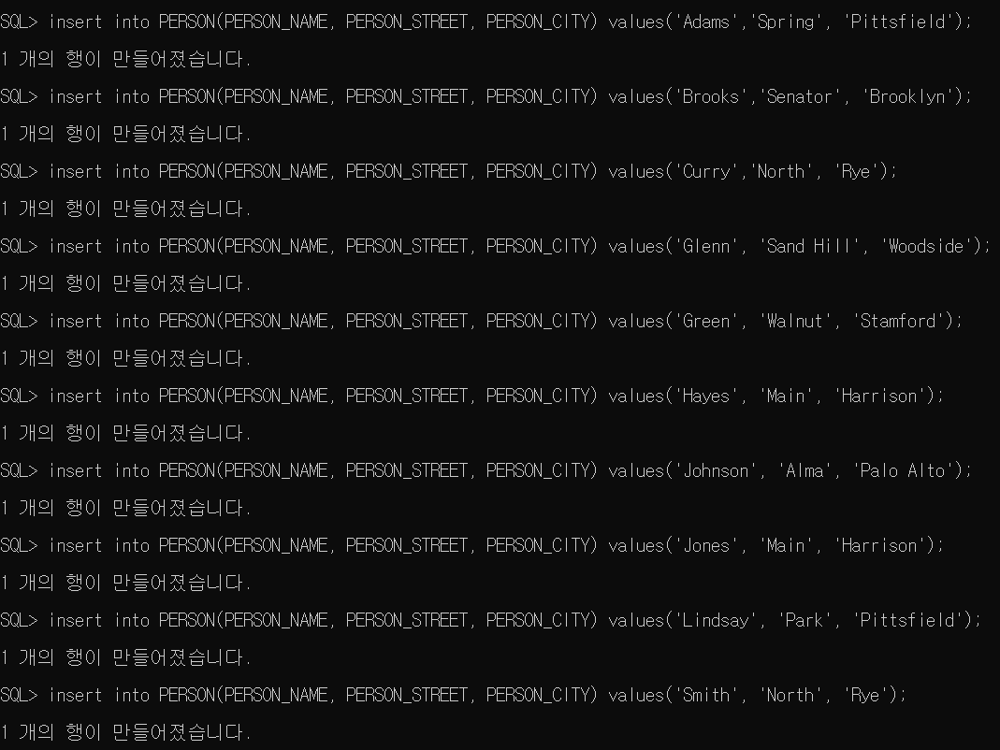 SQL> insert into PERSON(PERSON_NAME, PERSON_STREET, PERSON_CITY) values('Adams','Spring', 'Pittsfield');
1 개의 행이 만들어졌습니다.
SQL> insert into PERSON(PERSON_NAME, PERSON_STREET, PERSON_CITY) values('Brooks','Senator', 'Brooklyn');
1 개의 행이 만들어졌습니다.
SQL> insert into PERSON(PERSON_NAME, PERSON_STREET, PERSON_CITY) values('Curry','North', 'Rye');
1 개의 행이 만들어졌습니다.
SQL> insert into PERSON(PERSON_NAME, PERSON_STREET, PERSON_CITY) values('Glenn', 'Sand Hill', 'Woodside');
1 개의 행이 만들어졌습니다.
SQL> insert into PERSON(PERSON_NAME, PERSON_STREET, PERSON_CITY) values('Green', 'Walnut', 'Stamford');
1 개의 행이 만들어졌습니다.
SQL> insert into PERSON(PERSON_NAME, PERSON_STREET, PERSON_CITY) values('Hayes', 'Main', 'Harrison');
1 개의 행이 만들어졌습니다.
SQL> insert into PERSON(PERSON_NAME, PERSON_STREET, PERSON_CITY) values('Johnson', 'Alma', 'Palo Alto');
1 개의 행이 만들어졌습니다.
SQL> insert into PERSON(PERSON_NAME, PERSON_STREET, PERSON_CITY) values('Jones', 'Main', 'Harrison');
1 개의 행이 만들어졌습니다.
SQL> insert into PERSON(PERSON_NAME, PERSON_STREET, PERSON_CITY) values('Lindsay', 'Park', 'Pittsfield');
1 개의 행이 만들어졌습니다.
SQL> insert into PERSON(PERSON_NAME, PERSON_STREET, PERSON_CITY) values('Smith', 'North', 'Rye');
1 개의 행이 만들어졌습니다.